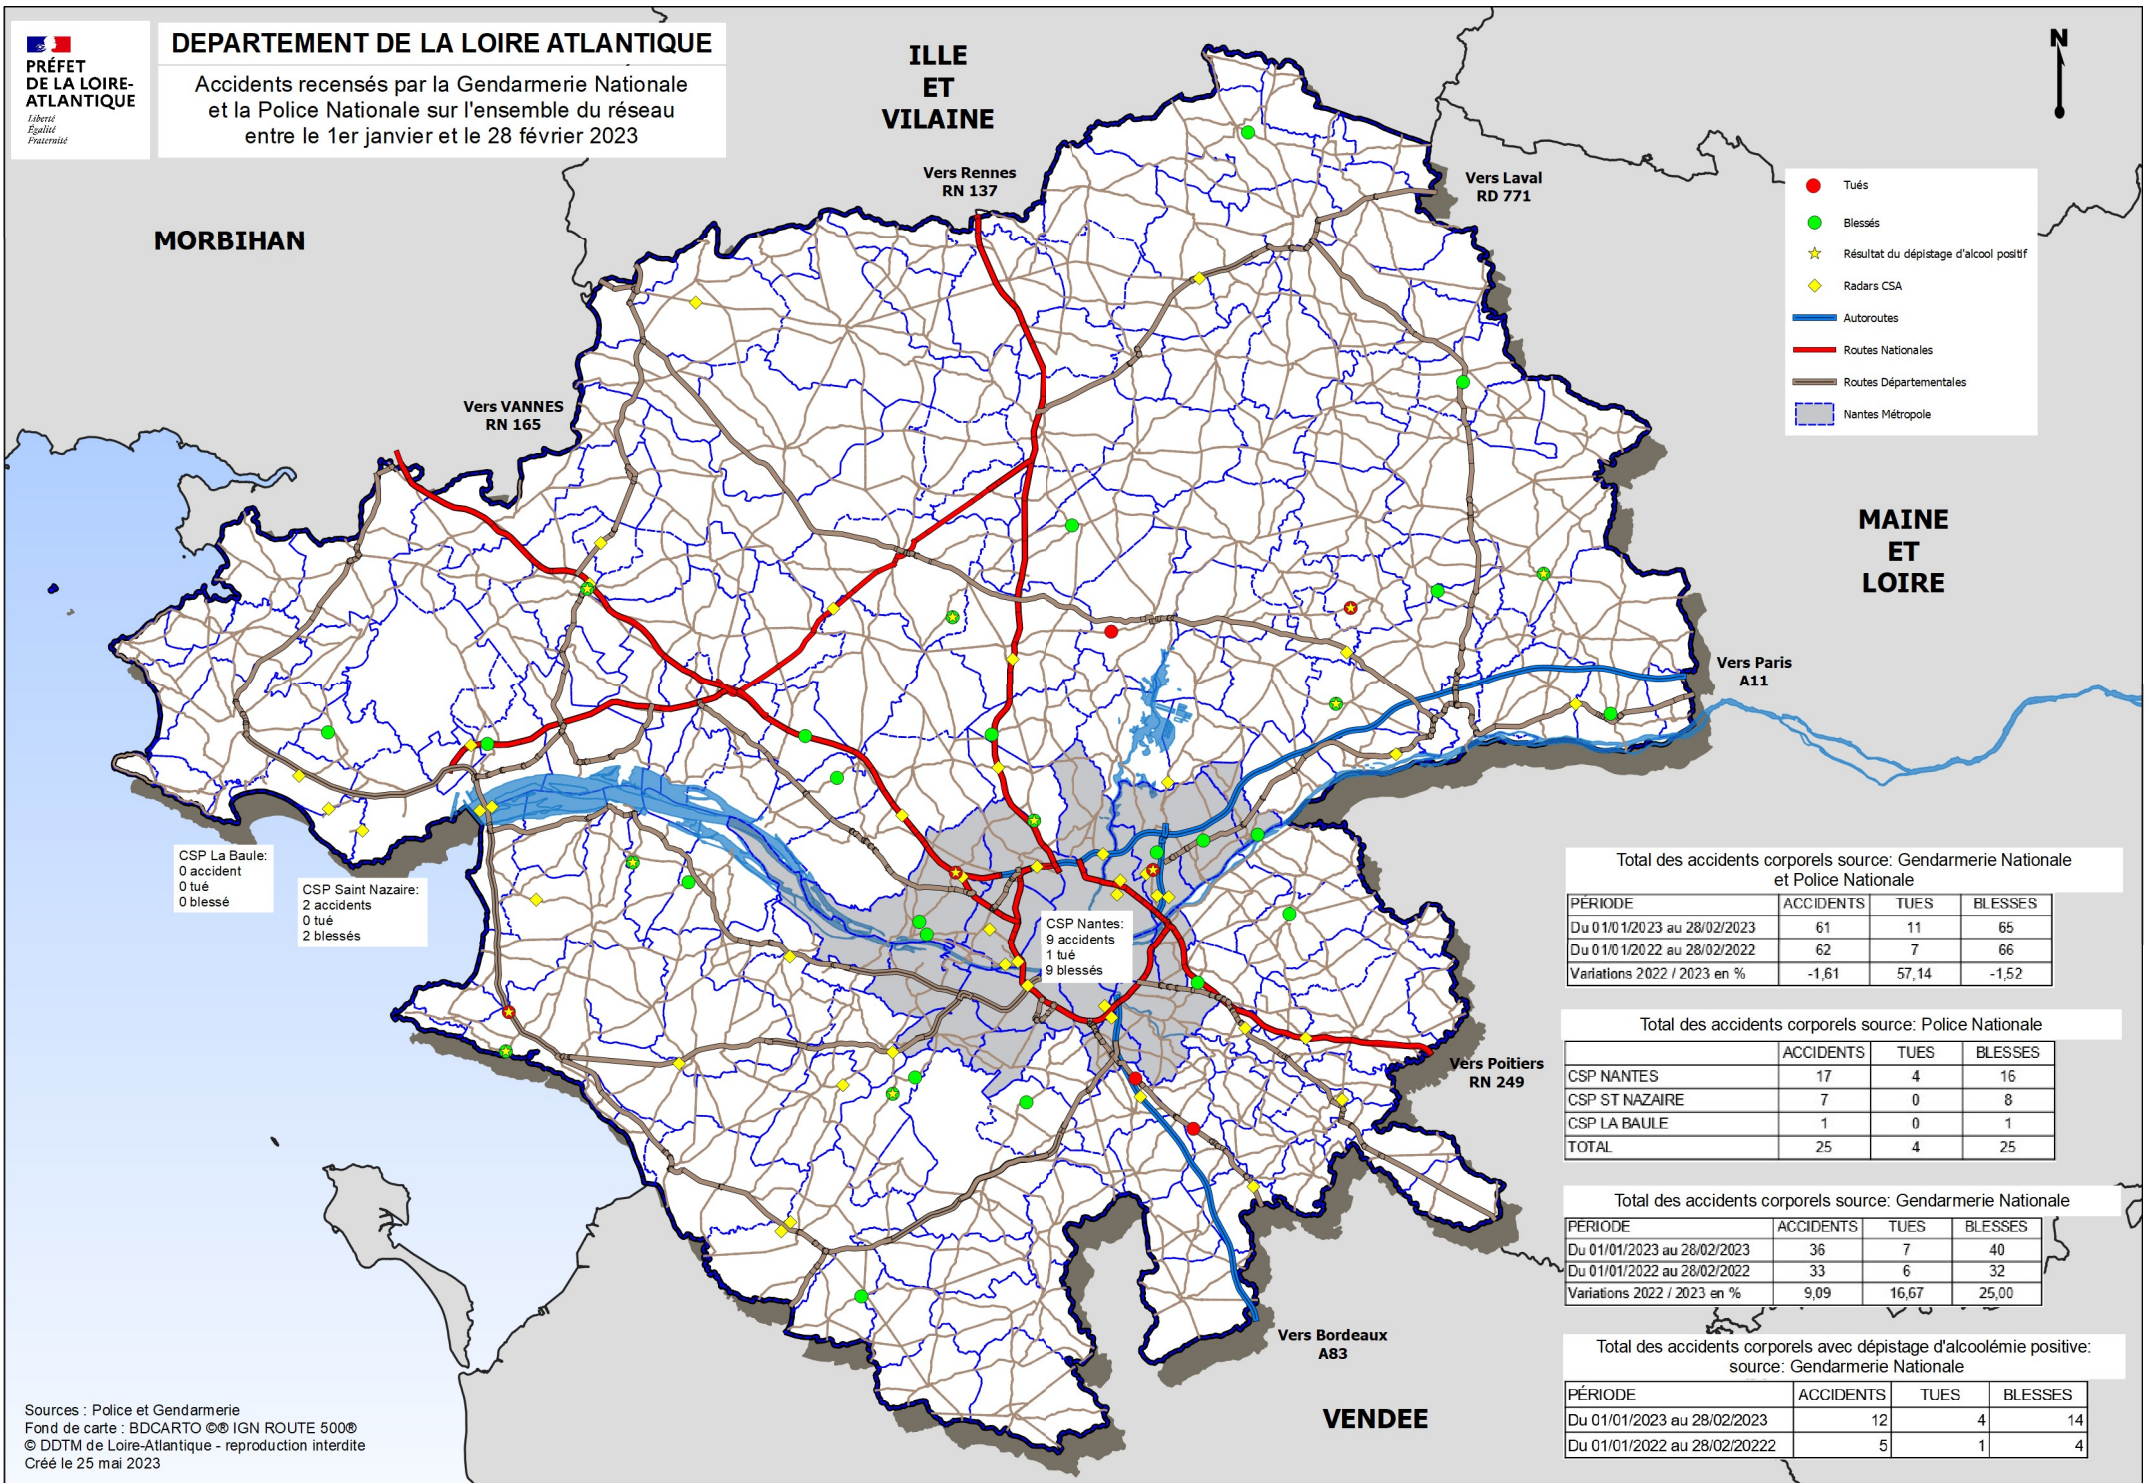 PRÉFET
DE LA LOIRE-
ATLANTIQUE
Liberté
Égalité
Fraternité
DEPARTEMENT DE LA LOIRE ATLANTIQUE
Accidents recensés par la Gendarmerie Nationale
et la Police Nationale sur l'ensemble du réseau
entre le 1er janvier et le 28 février 2023
ILLE
ET
VILAINE
N
MORBIHAN
Vers Rennes
RN 137
Vers Laval
RD 771
Tués
Blessés
Résultat du dépistage d'alcool positif
Radars CSA
Autoroutes
Routes Nationales
Routes Départementales
Nantes Métropole
Vers VANNES
RN 165
MAINE
ET
LOIRE
Vers Paris
A11
CSP La Baule:
0 accident
0 tué
0 blessé
CSP Saint Nazaire:
2 accidents
0 tué
2 blessés
CSP Nantes:
9 accidents
1 tué
9 blessés
Vers Poitiers
RN 249
Vers Bordeaux
A83
VENDEE
Total des accidents corporels source: Gendarmerie Nationale
et Police Nationale
PÉRIODE ACCIDENTS TUES BLESSES
Du 01/01/2023 au 28/02/2023 61 11 65
Du 01/01/2022 au 28/02/2022 62 7 66
Variations 2022 / 2023 en % -1,61 57,14 -1,52
Total des accidents corporels source: Police Nationale
ACCIDENTS TUES BLESSES
CSP NANTES 17 4 16
CSP ST NAZAIRE 7 0 8
CSP LA BAULE 1 0 1
TOTAL 25 4 25
Total des accidents corporels source: Gendarmerie Nationale
PÉRIODE ACCIDENTS TUES BLESSES
Du 01/01/2023 au 28/02/2023 36 7 40
Du 01/01/2022 au 28/02/2022 33 6 32
Variations 2022 / 2023 en % 9,09 16,67 25,00
Total des accidents corporels avec dépistage d'alcoolémie positive:
source: Gendarmerie Nationale
PÉRIODE ACCIDENTS TUES BLESSES
Du 01/01/2023 au 28/02/2023 12 4 14
Du 01/01/2022 au 28/02/20222 5 1 4
Sources : Police et Gendarmerie
Fond de carte : BDCARTO ©® IGN ROUTE 500®
© DDTM de Loire-Atlantique - reproduction interdite
Créé le 25 mai 2023